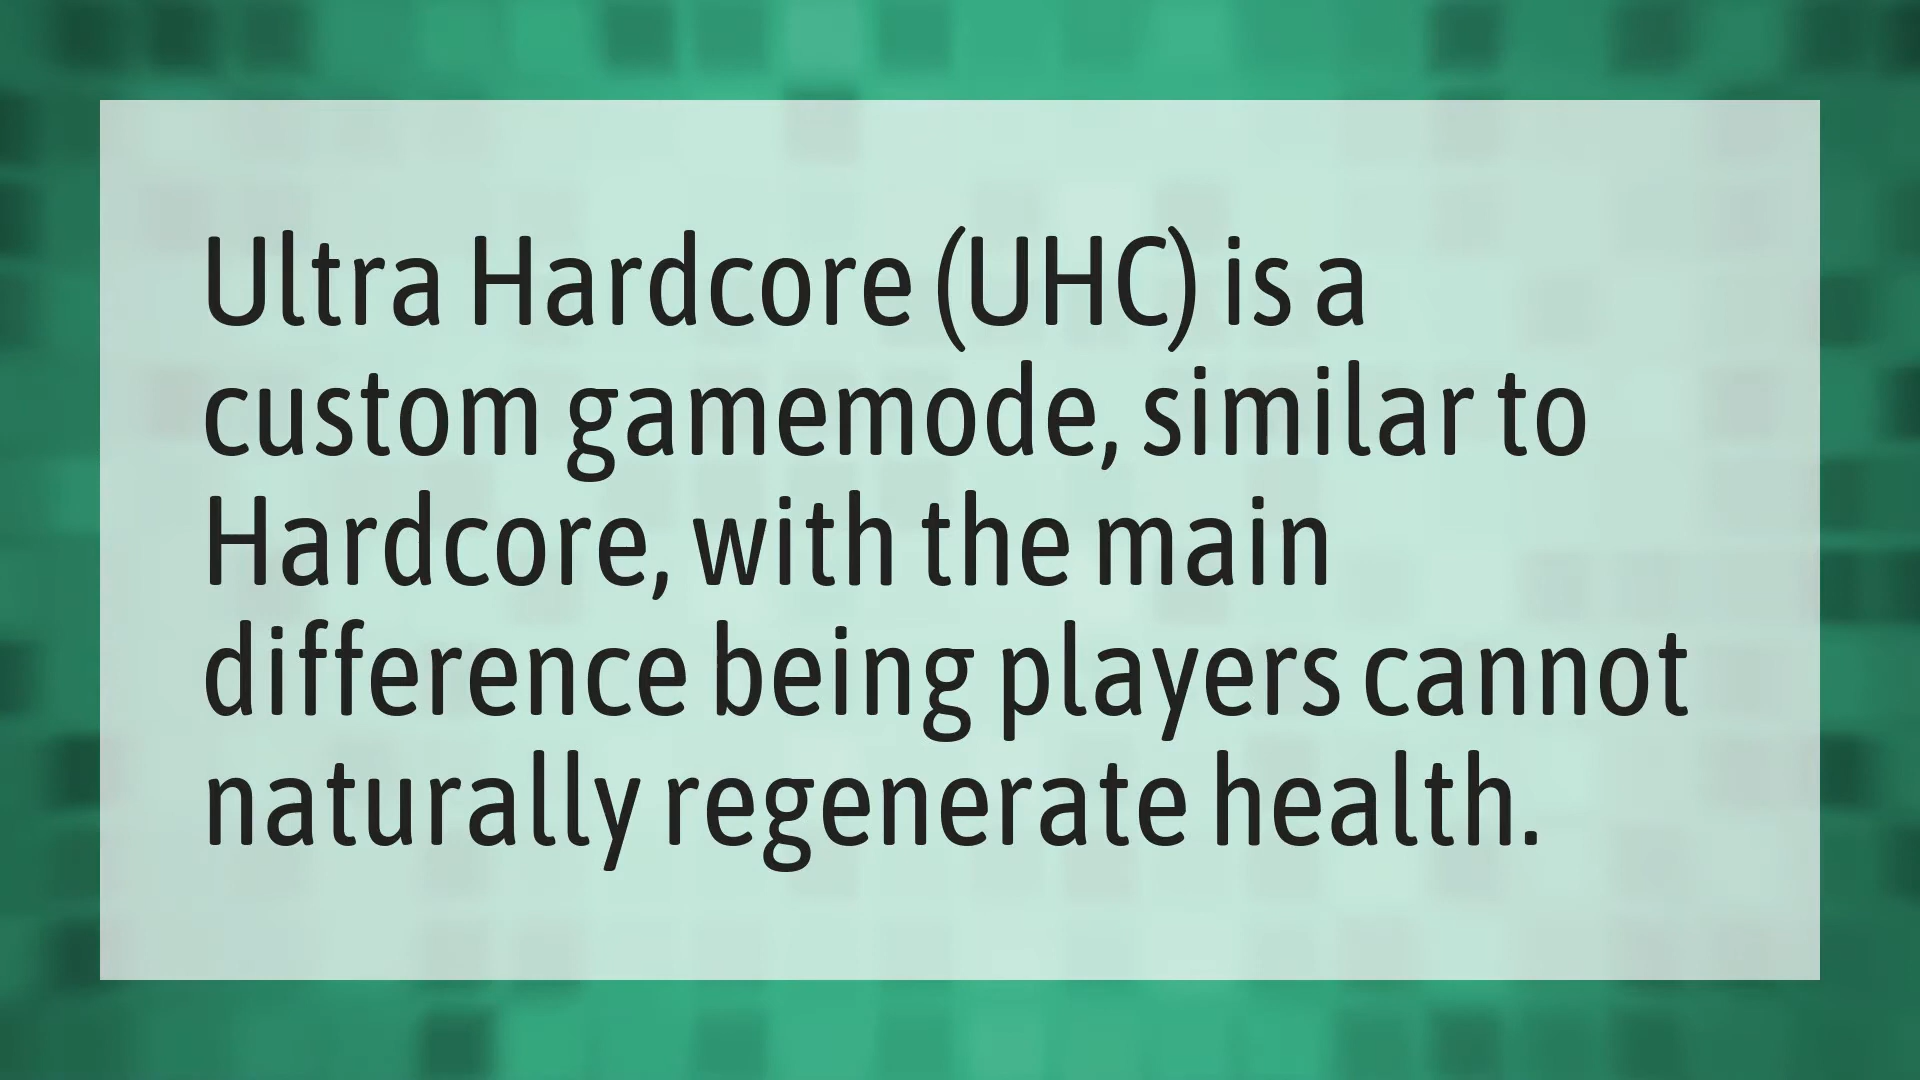 Ultra Hardcore (UHC) is a
custom gamemode, similar to
Hardcore, with the main
difference being players cannot
naturally regenerate health.